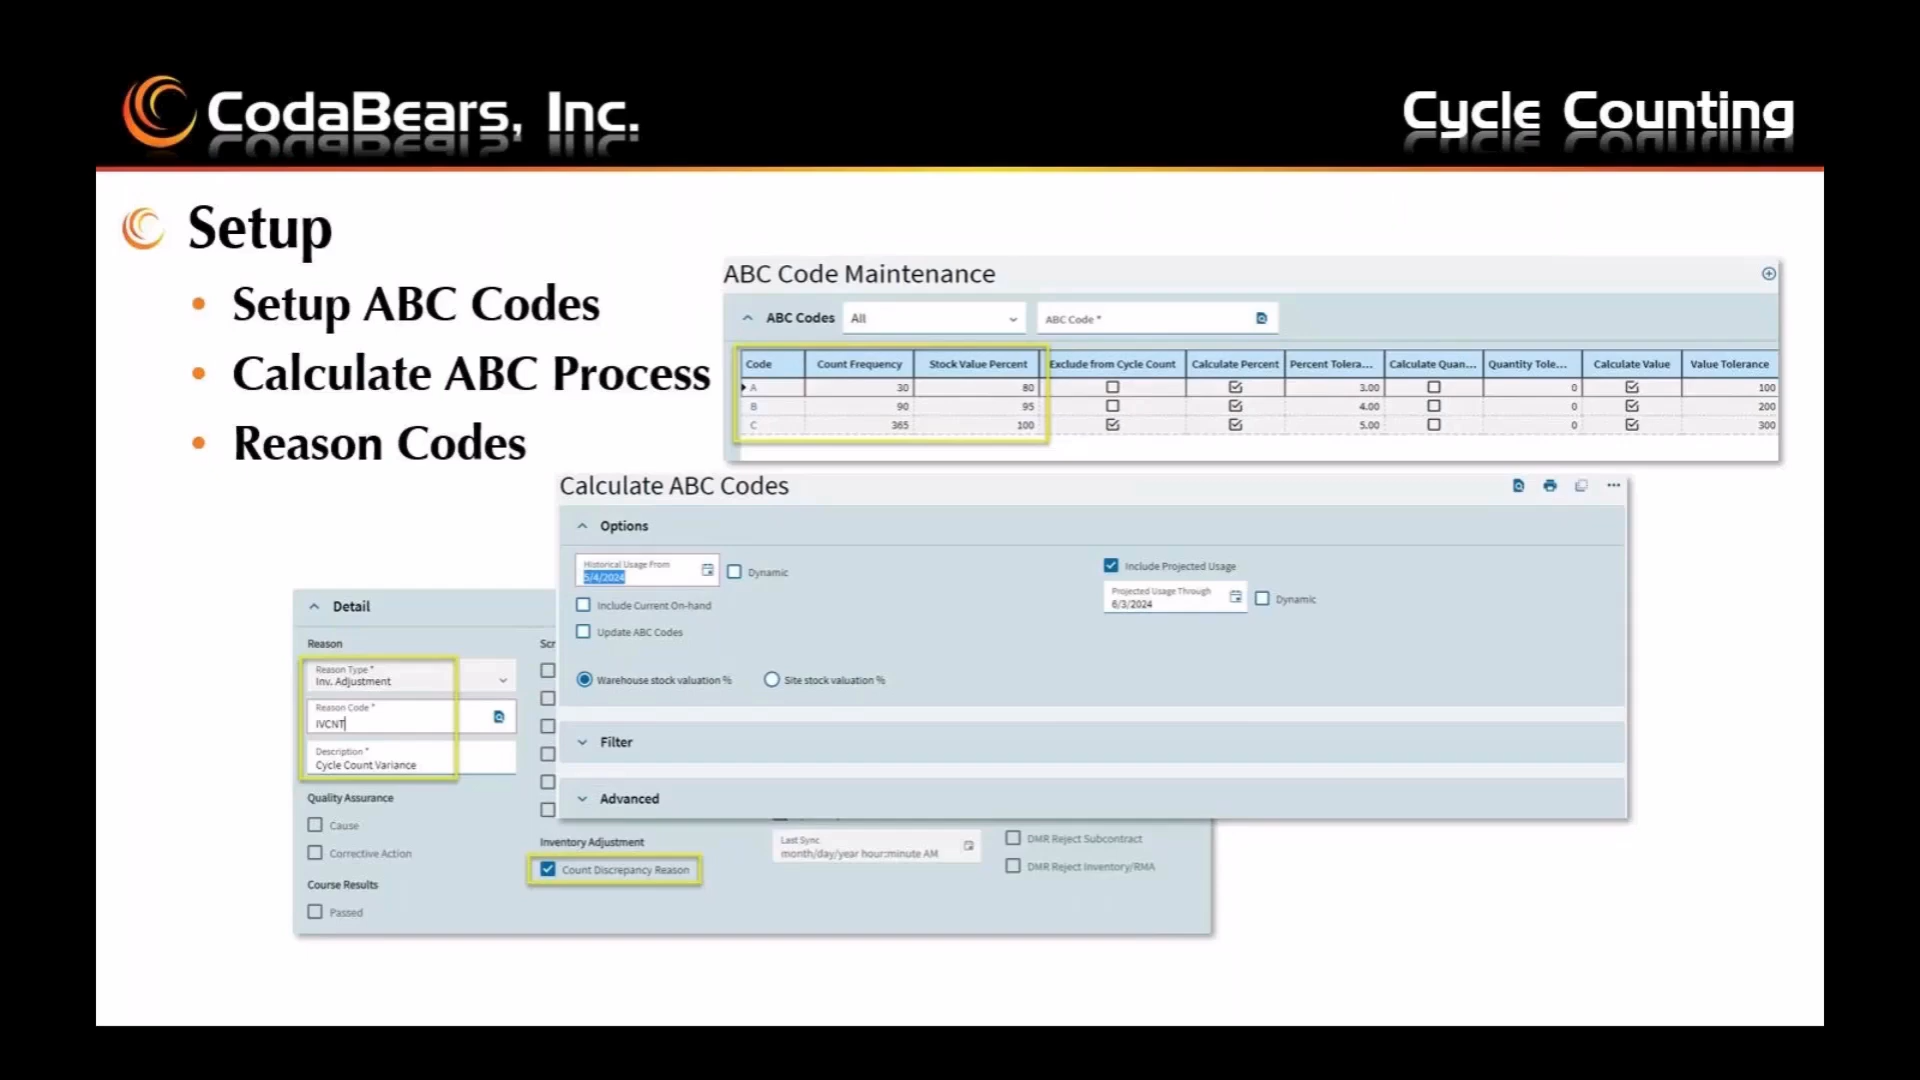 CodaBears, Inc.
Cycle Counting
Setup
• Setup ABC Codes
• Calculate ABC Process
• Reason Codes
ABC Code Maintenance
ABC Codes All ABC Code *
Code Count Frequency Stock Value Percent Exclude from Cycle Count Calculate Percent Percent Tolera... Calculate Quan... Quantity Tole... Calculate Value Value Tolerance
A 30 80 3.00 0 100
B 90 95 4.00 0 200
C 365 100 5.00 0 300
Calculate ABC Codes
Options
Historical Usage From
5/4/2024
Dynamic
Include Projected Usage
Projected Usage Through
6/3/2024
Dynamic
Include Current On-hand
Update ABC Codes
Warehouse stock valuation %
Site stock valuation %
Filter
Advanced
Detail
Reason
Scr
Reason Type *
Inv. Adjustment
Reason Code *
IVCNT
Description *
Cycle Count Variance
Quality Assurance
Cause
Corrective Action
Course Results
Passed
Inventory Adjustment
Count Discrepancy Reason
Last Sync
month/day/year hour:minute AM
DMR Reject Subcontract
DMR Reject Inventory/RMA